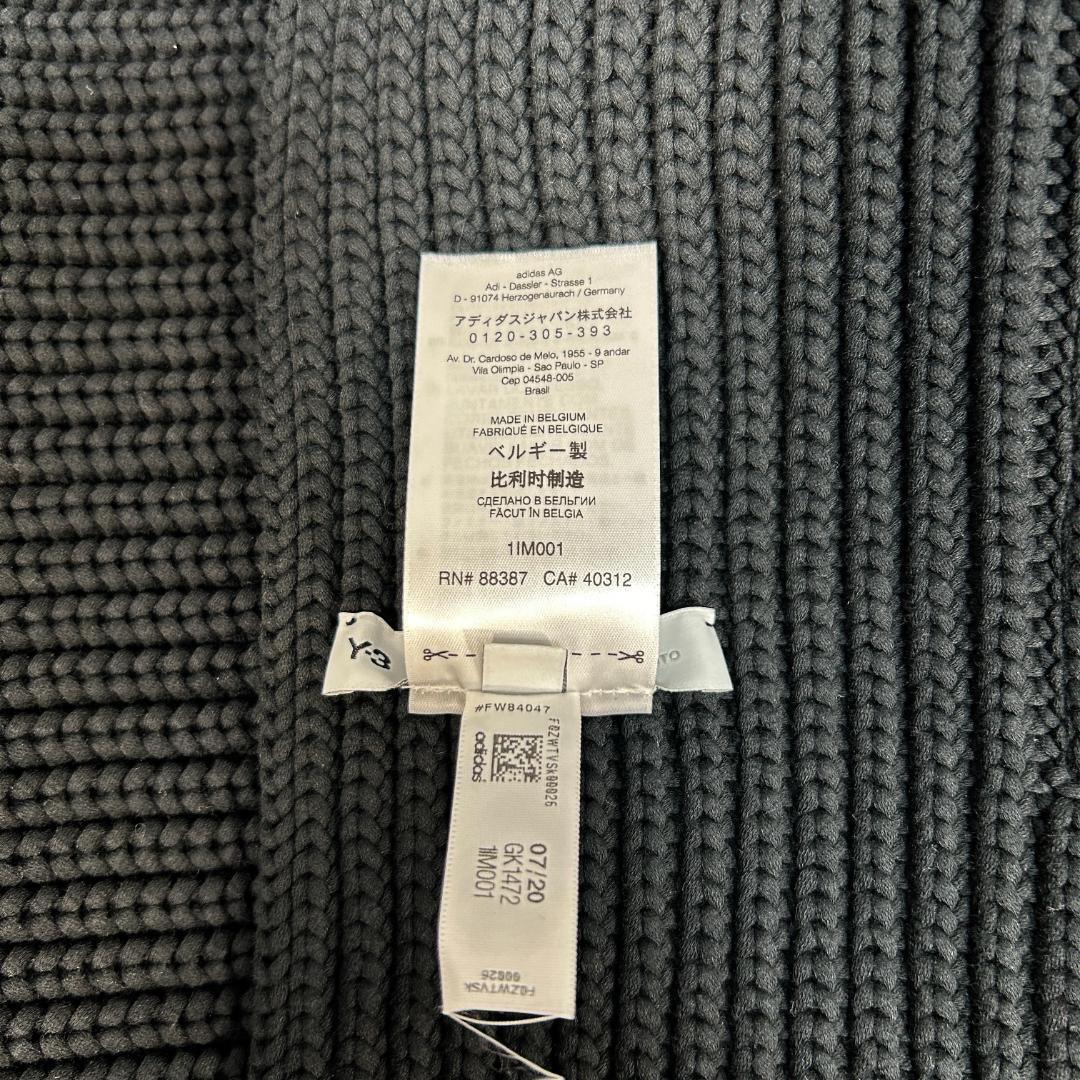 adidas AG
Adi - Dassler - Strasse 1
D - 91074 Herzogenaurach / Germany
アディダスジャパン株式会社
0120-305-393
Av. Dr. Cardoso de Melo, 1955 - 9 andar
Vila Olimpia - Sao Paulo - SP
Cep 04548-005
Brasil
MADE IN BELGIUM
FABRIQUÉ EN BELGIQUE
ベルギー製
比利时制造
СДЕЛАНО В БЕЛЬГИИ
FĂCUT ÎN BELGIA
1IM001
RN# 88387 CA# 40312
Y-3
TO
#FW84047
FQZWTVSK00026
adidas
07/20
GK1472
1IM001
FQZWTVSK
00026